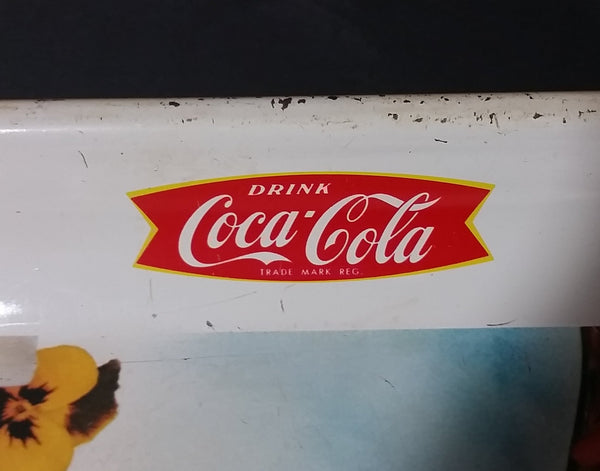 DRINK
Coca-Cola
TRADE MARK REG.